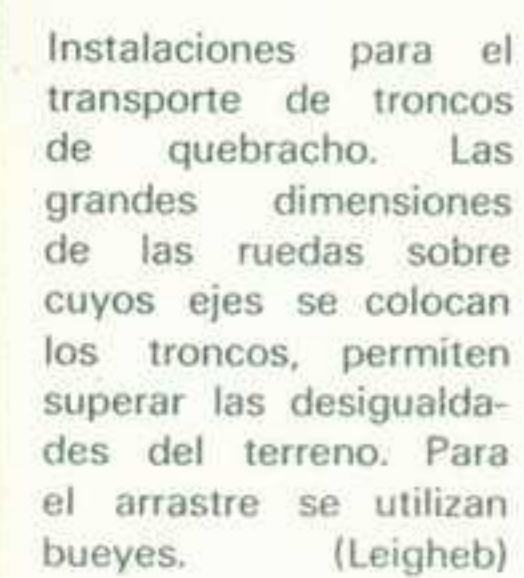 Instalaciones para el
transporte de troncos
de quebracho. Las
grandes dimensiones
de las ruedas sobre
cuyos ejes se colocan
los troncos, permiten
superar las desigualda-
des del terreno. Para
el arrastre se utilizan
bueyes. (Leigheb)